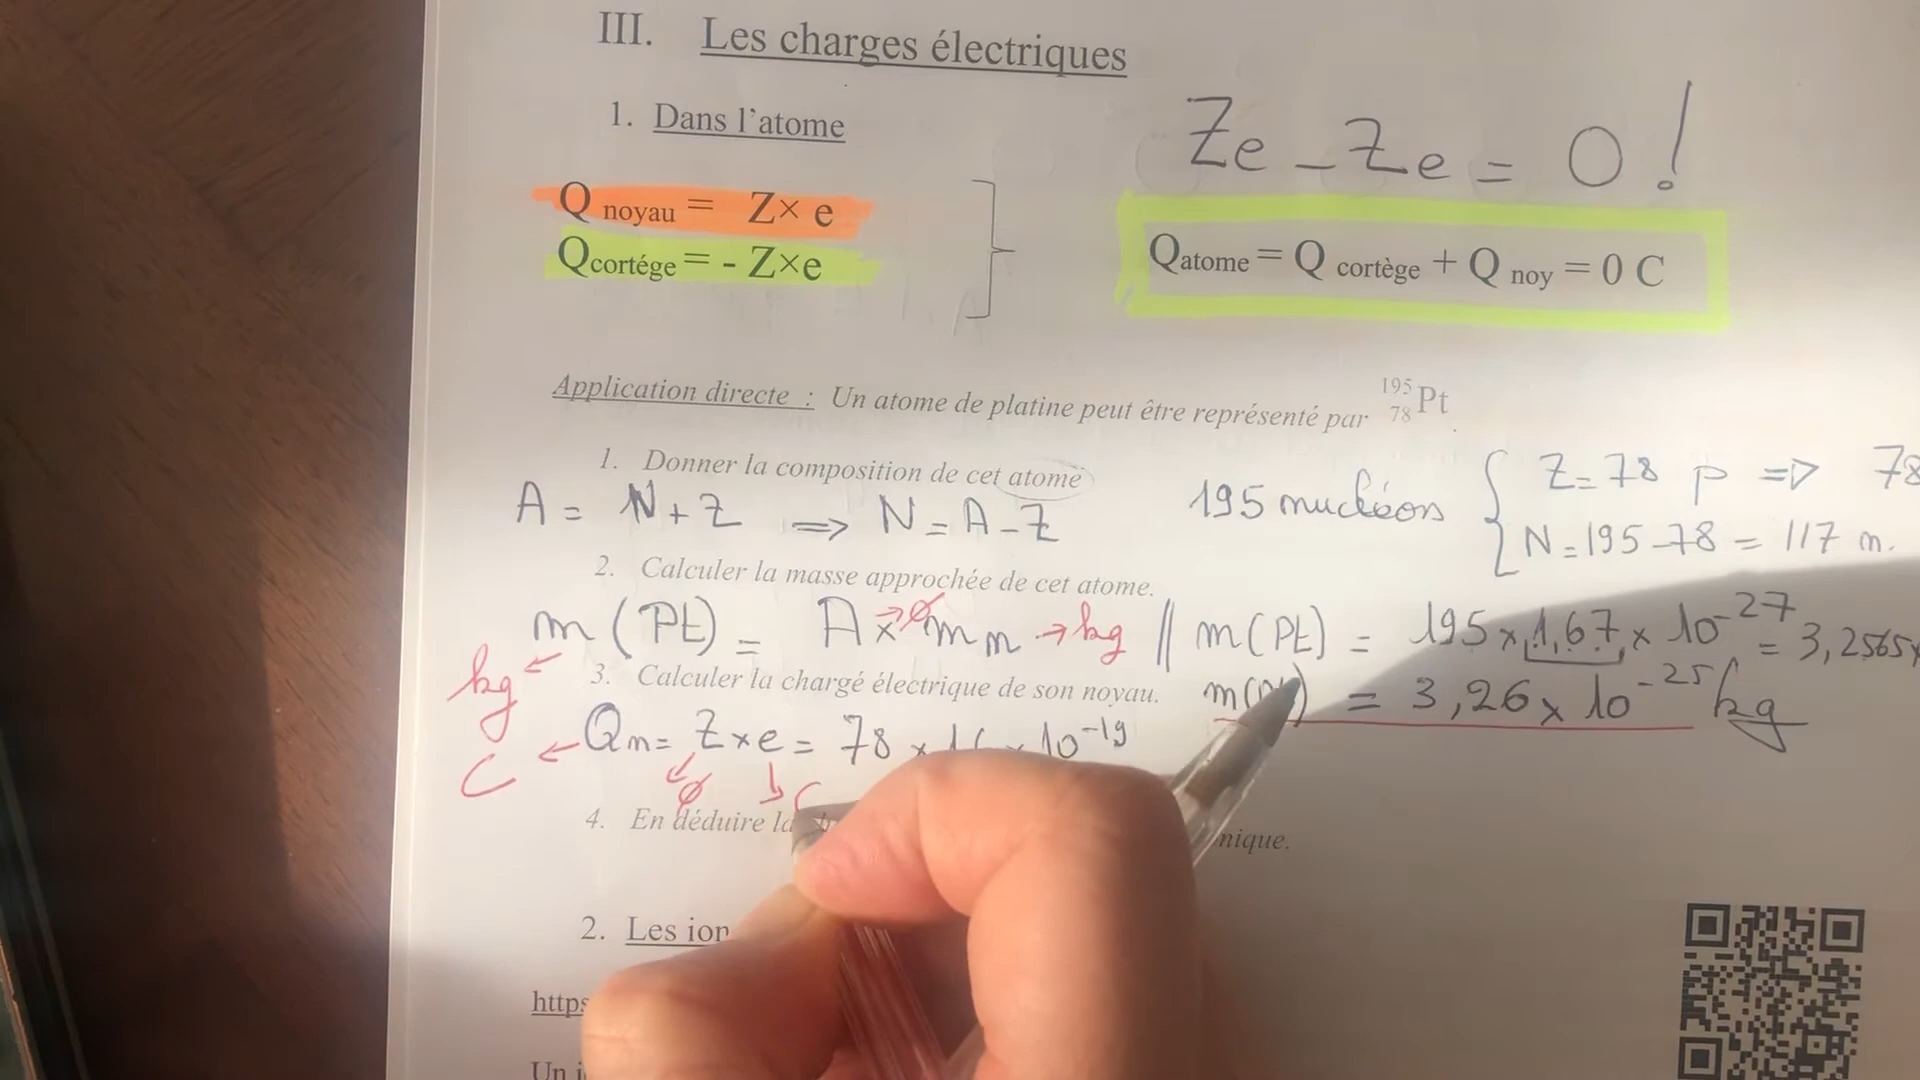 III. Les charges électriques
1. Dans l'atome
Ze - Ze = 0 !
Q noyau = Z× e
Qcortége = - Z×e
Qatome = Q cortège + Q noy = 0 C
Application directe : Un atome de platine peut être représenté par 195 78 Pt
1. Donner la composition de cet atome
A = N + Z => N = A - Z
195 nucléons { Z = 78 p => 78
N = 195 - 78 = 117 n.
2. Calculer la masse approchée de cet atome.
m (Pt) = A × → ø mn → kg || m(Pt) = 195 × 1,67 × 10-27 = 3,2565×
kg ←
3. Calculer la chargé électrique de son noyau.
= 3,26 × 10-25 kg
C ← Qn = Z × e = 78 × 10-19
ø C
4. En déduire la nique.
2. Les ion
https
Un i